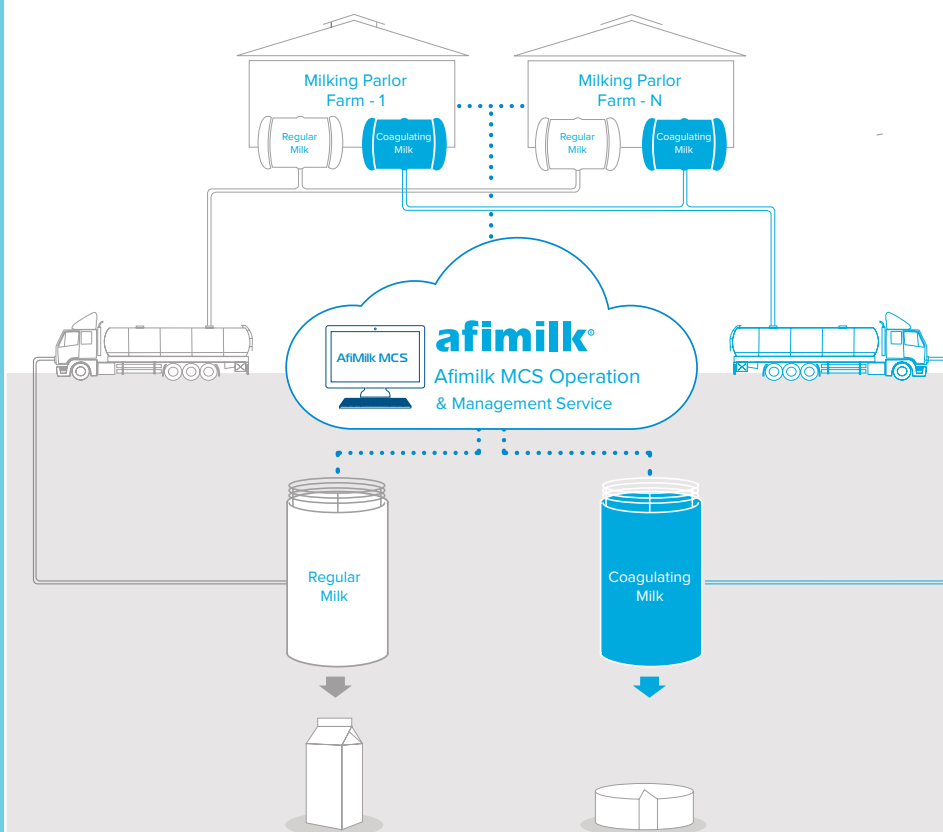 Milking Parlor
Farm - 1
Milking Parlor
Farm - N
Regular
Milk
Coagulating
Milk
Regular
Milk
Coagulating
Milk
AfiMilk MCS
afimilk®
Afimilk MCS Operation
& Management Service
Regular
Milk
Coagulating
Milk